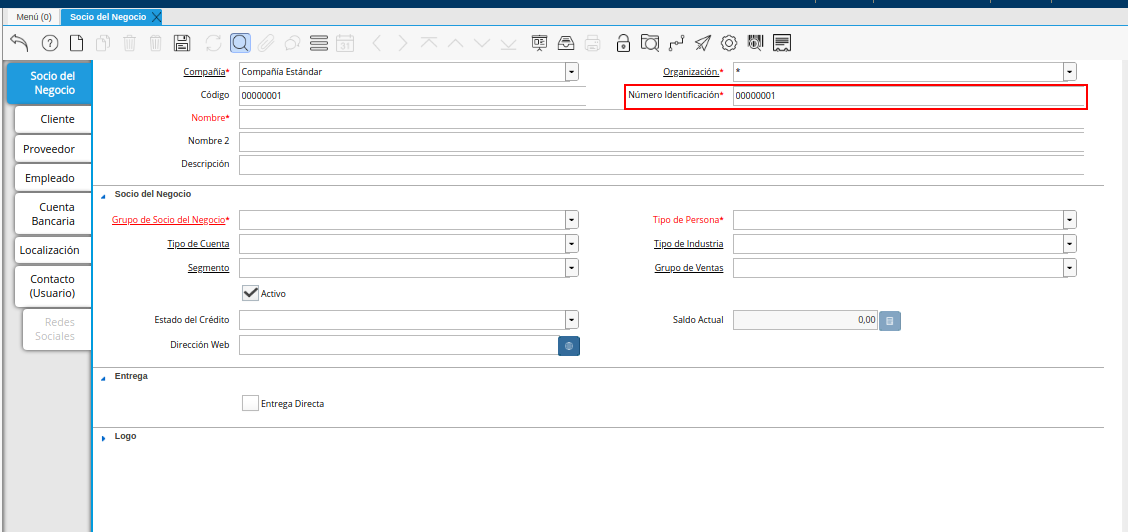 Menú (0) Socio del Negocio
31
Socio del
Negocio
Cliente
Proveedor
Empleado
Cuenta
Bancaria
Localización
Contacto
(Usuario)
Redes
Sociales
Compañía* Compañía Estándar Organización.* *
Código 00000001 Número Identificación* 00000001
Nombre*
Nombre 2
Descripción
Socio del Negocio
Grupo de Socio del Negocio* Tipo de Persona*
Tipo de Cuenta Tipo de Industria
Segmento Grupo de Ventas
Activo
Estado del Crédito Saldo Actual 0,00
Dirección Web
Entrega
Entrega Directa
Logo